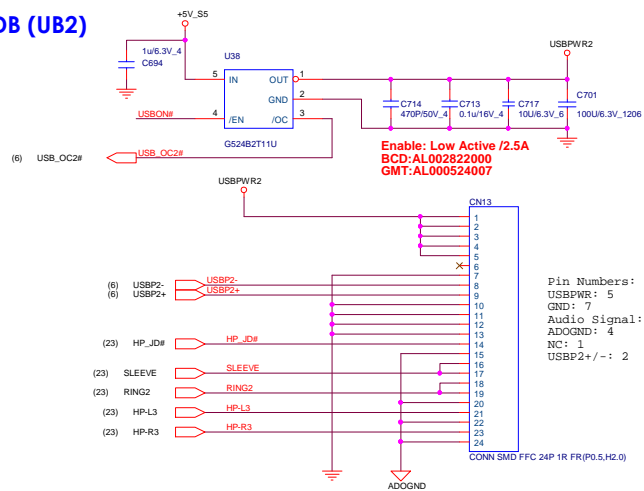 DB (UB2)
+5V_S5
1u/6.3V_4
C694
U38
5 IN OUT 1
GND 2
4 /EN /OC 3
G524B2T11U
USBON#
(6) USB_OC2# USB_OC2#
USBPWR2
C714
470P/50V_4
C713
0.1u/16V_4
C717
10U/6.3V_6
C701
100U/6.3V_1206
Enable: Low Active /2.5A
BCD:AL002822000
GMT:AL000524007
USBPWR2
CN13
1
2
3
4
5
6
7
(6) USBP2- USBP2- 8
(6) USBP2+ USBP2+ 9
10
11
12
13
(23) HP_JD# HP_JD# 14
15
16
(23) SLEEVE SLEEVE 17
18
(23) RING2 RING2 19
20
(23) HP-L3 HP-L3 21
22
(23) HP-R3 HP-R3 23
24
Pin Numbers:
USBPWR: 5
GND: 7
Audio Signal:
ADOGND: 4
NC: 1
USBP2+/-: 2
CONN SMD FFC 24P 1R FR(P0.5,H2.0)
ADOGND